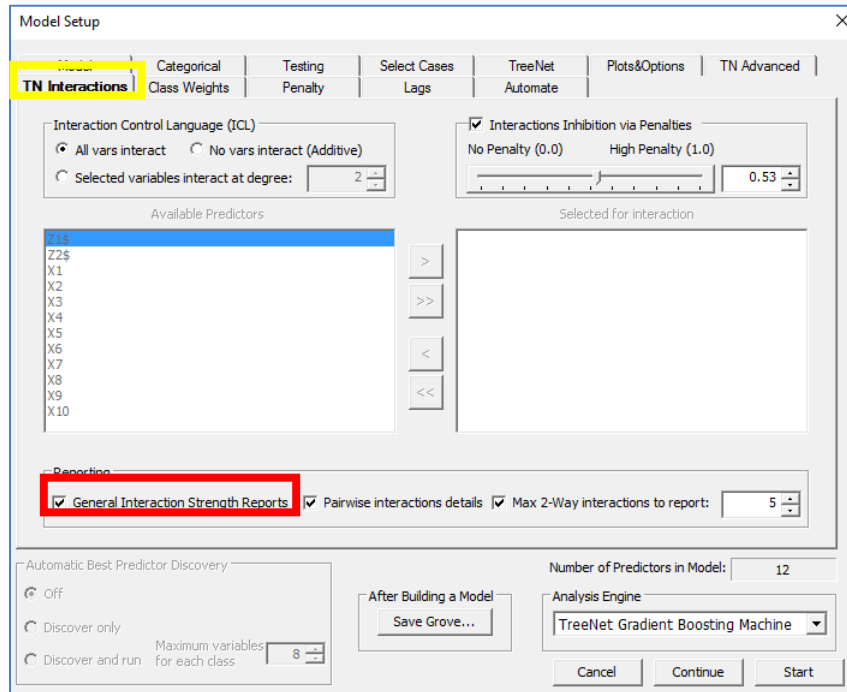 Model Setup
Model Categorical Testing Select Cases TreeNet Plots&Options TN Advanced
TN Interactions Class Weights Penalty Lags Automate
Interaction Control Language (ICL)
All vars interact No vars interact (Additive)
Selected variables interact at degree: 2
Interactions Inhibition via Penalties
No Penalty (0.0) High Penalty (1.0)
0.53
Available Predictors
Selected for interaction
Z1$
Z2$
X1
X2
X3
X4
X5
X6
X7
X8
X9
X10
>
>>
<
<<
Reporting
General Interaction Strength Reports Pairwise interactions details Max 2-Way interactions to report: 5
Automatic Best Predictor Discovery
Off
Discover only
Discover and run
Maximum variables
for each class
8
After Building a Model
Save Grove...
Number of Predictors in Model: 12
Analysis Engine
TreeNet Gradient Boosting Machine
Cancel Continue Start